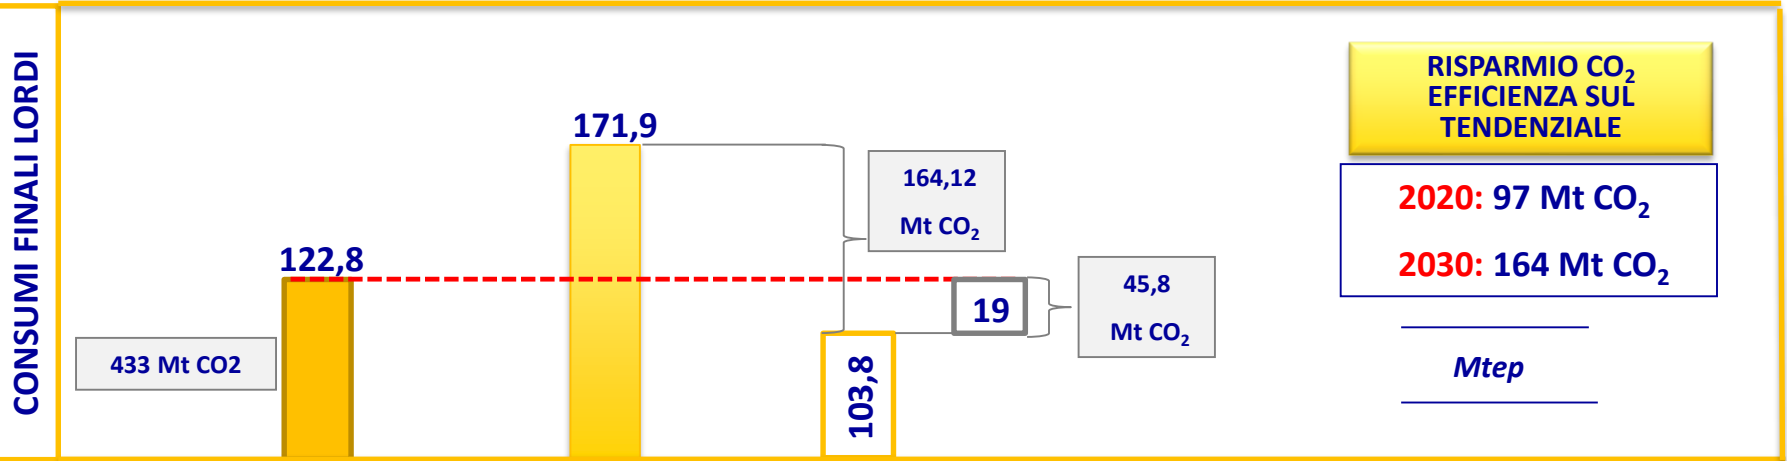 CONSUMI FINALI LORDI
433 Mt CO2
122,8
171,9
103,8
164,12
Mt CO₂
19
45,8
Mt CO₂
RISPARMIO CO₂
EFFICIENZA SUL
TENDENZIALE
2020: 97 Mt CO₂
2030: 164 Mt CO₂
Mtep